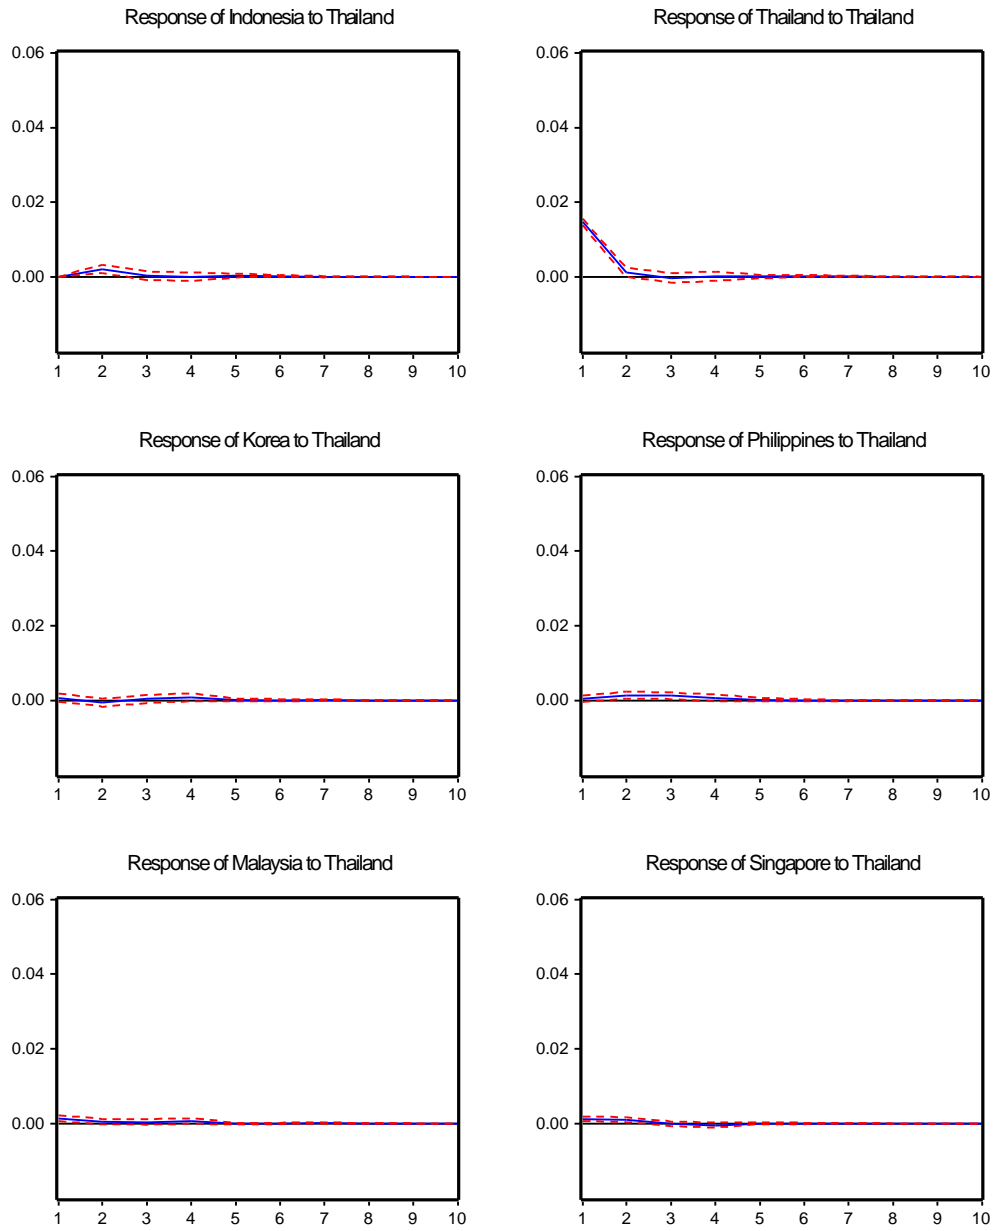 Response of Indonesia to Thailand
0.06
0.04
0.02
0.00
1 2 3 4 5 6 7 8 9 10
Response of Thailand to Thailand
0.06
0.04
0.02
0.00
1 2 3 4 5 6 7 8 9 10
Response of Korea to Thailand
0.06
0.04
0.02
0.00
1 2 3 4 5 6 7 8 9 10
Response of Philippines to Thailand
0.06
0.04
0.02
0.00
1 2 3 4 5 6 7 8 9 10
Response of Malaysia to Thailand
0.06
0.04
0.02
0.00
1 2 3 4 5 6 7 8 9 10
Response of Singapore to Thailand
0.06
0.04
0.02
0.00
1 2 3 4 5 6 7 8 9 10